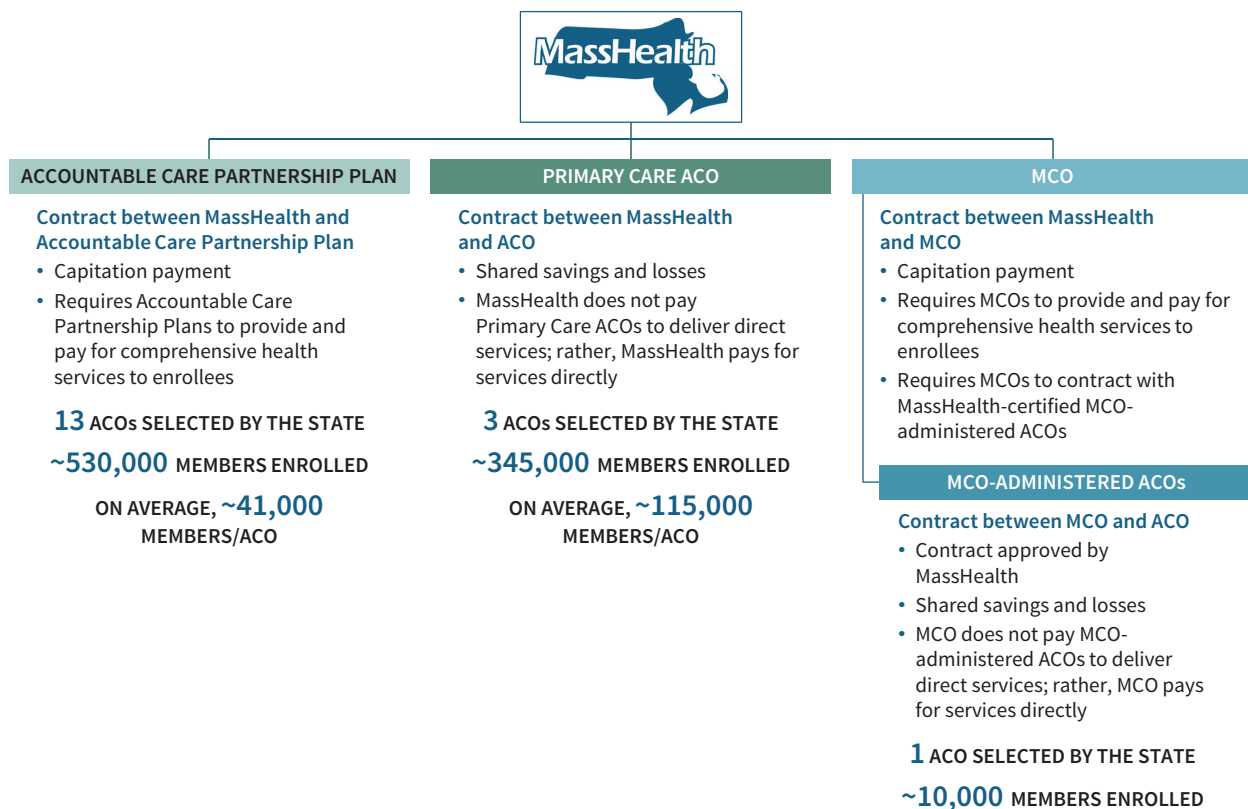 MassHealth
ACCOUNTABLE CARE PARTNERSHIP PLAN
Contract between MassHealth and
Accountable Care Partnership Plan
• Capitation payment
• Requires Accountable Care
Partnership Plans to provide and
pay for comprehensive health
services to enrollees
13 ACOs SELECTED BY THE STATE
~530,000 MEMBERS ENROLLED
ON AVERAGE, ~41,000
MEMBERS/ACO
PRIMARY CARE ACO
Contract between MassHealth
and ACO
• Shared savings and losses
• MassHealth does not pay
Primary Care ACOs to deliver direct
services; rather, MassHealth pays for
services directly
3 ACOs SELECTED BY THE STATE
~345,000 MEMBERS ENROLLED
ON AVERAGE, ~115,000
MEMBERS/ACO
MCO
Contract between MassHealth
and MCO
• Capitation payment
• Requires MCOs to provide and pay for
comprehensive health services to
enrollees
• Requires MCOs to contract with
MassHealth-certified MCO-
administered ACOs
MCO-ADMINISTERED ACOs
Contract between MCO and ACO
• Contract approved by
MassHealth
• Shared savings and losses
• MCO does not pay MCO-
administered ACOs to deliver
direct services; rather, MCO pays
for services directly
1 ACO SELECTED BY THE STATE
~10,000 MEMBERS ENROLLED